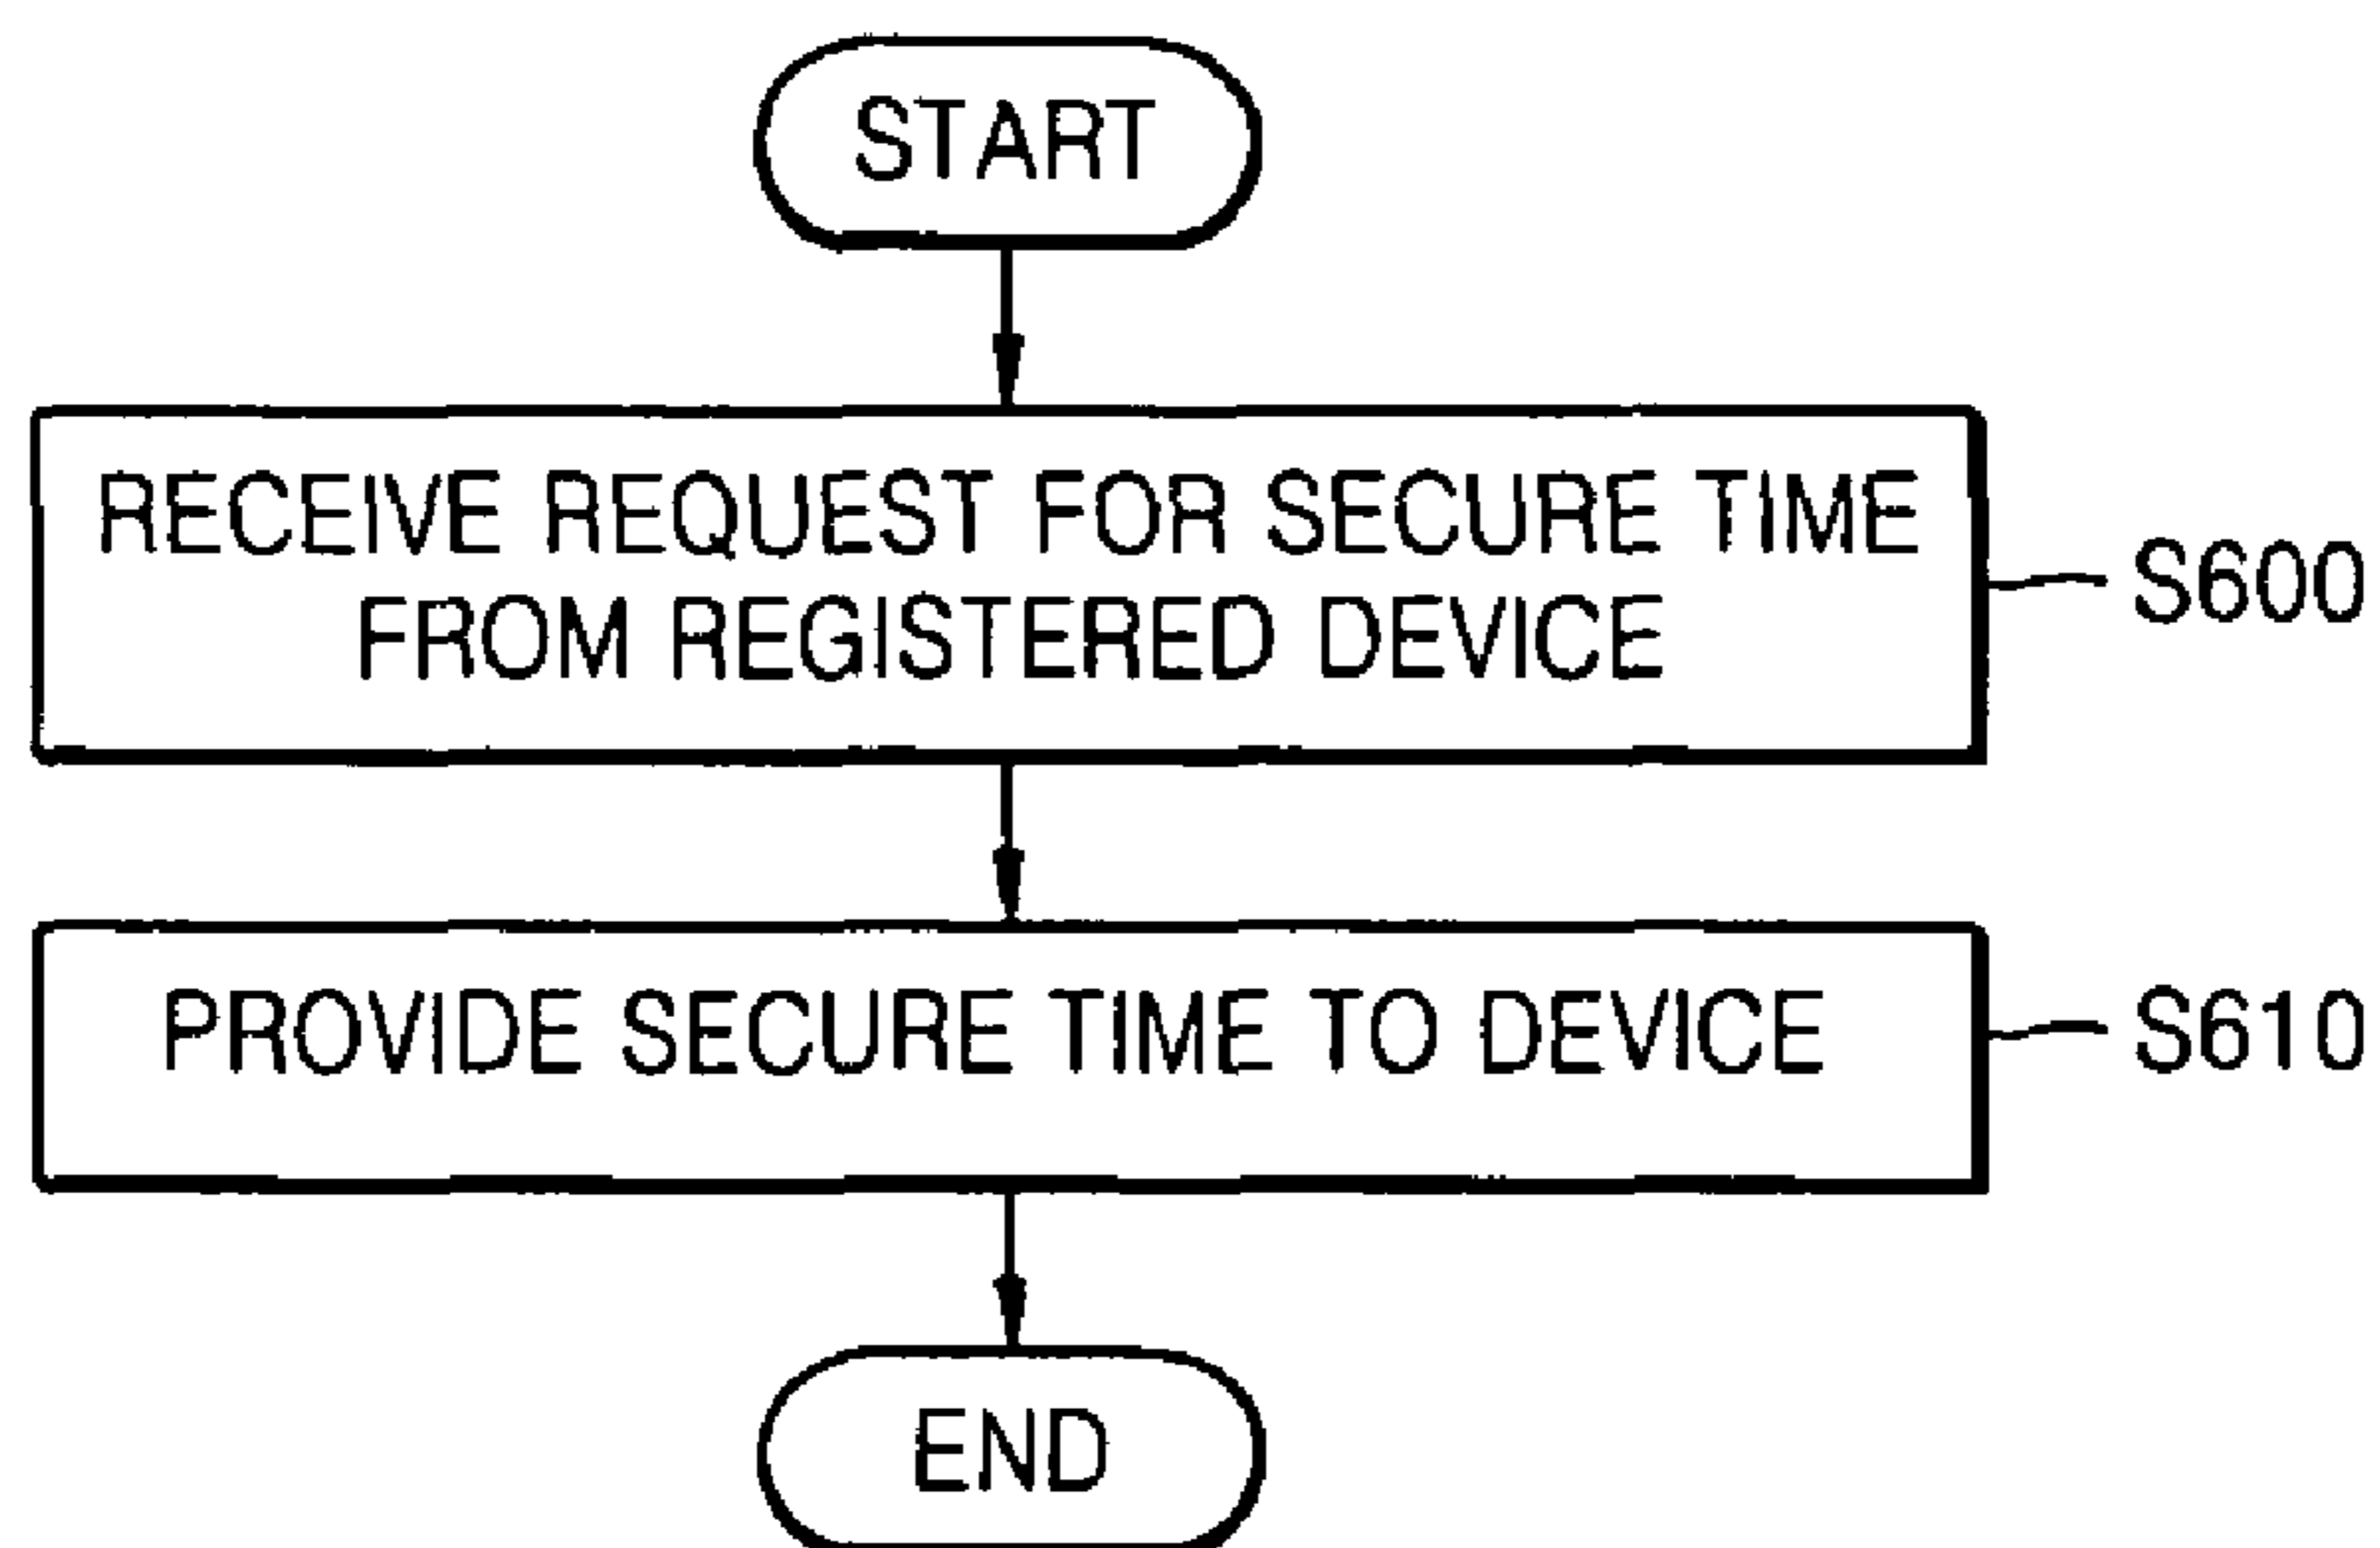 START
RECEIVE REQUEST FOR SECURE TIME
FROM REGISTERED DEVICE
S600
PROVIDE SECURE TIME TO DEVICE
S610
END